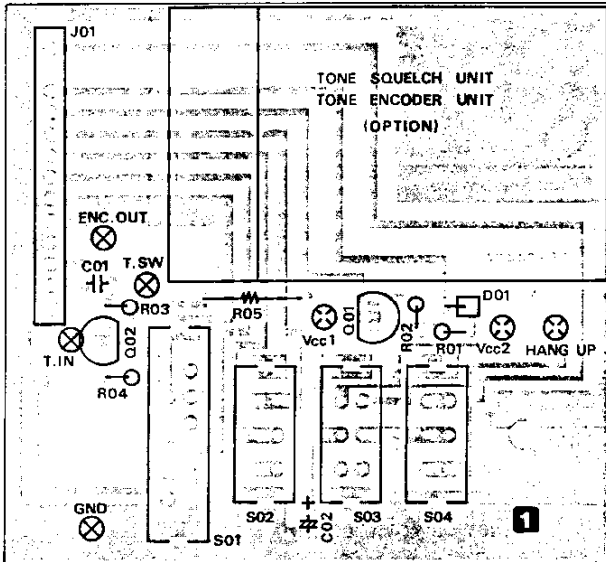 J01
TONE SQUELCH UNIT
TONE ENCODER UNIT
(OPTION)
ENC.OUT
C01
T.SW
R03
R05
Vcc1
Q01
R02
D01
R01
Vcc2
HANG UP
T.IN
Q02
R04
GND
S01
S02
C02
S03
S04
1